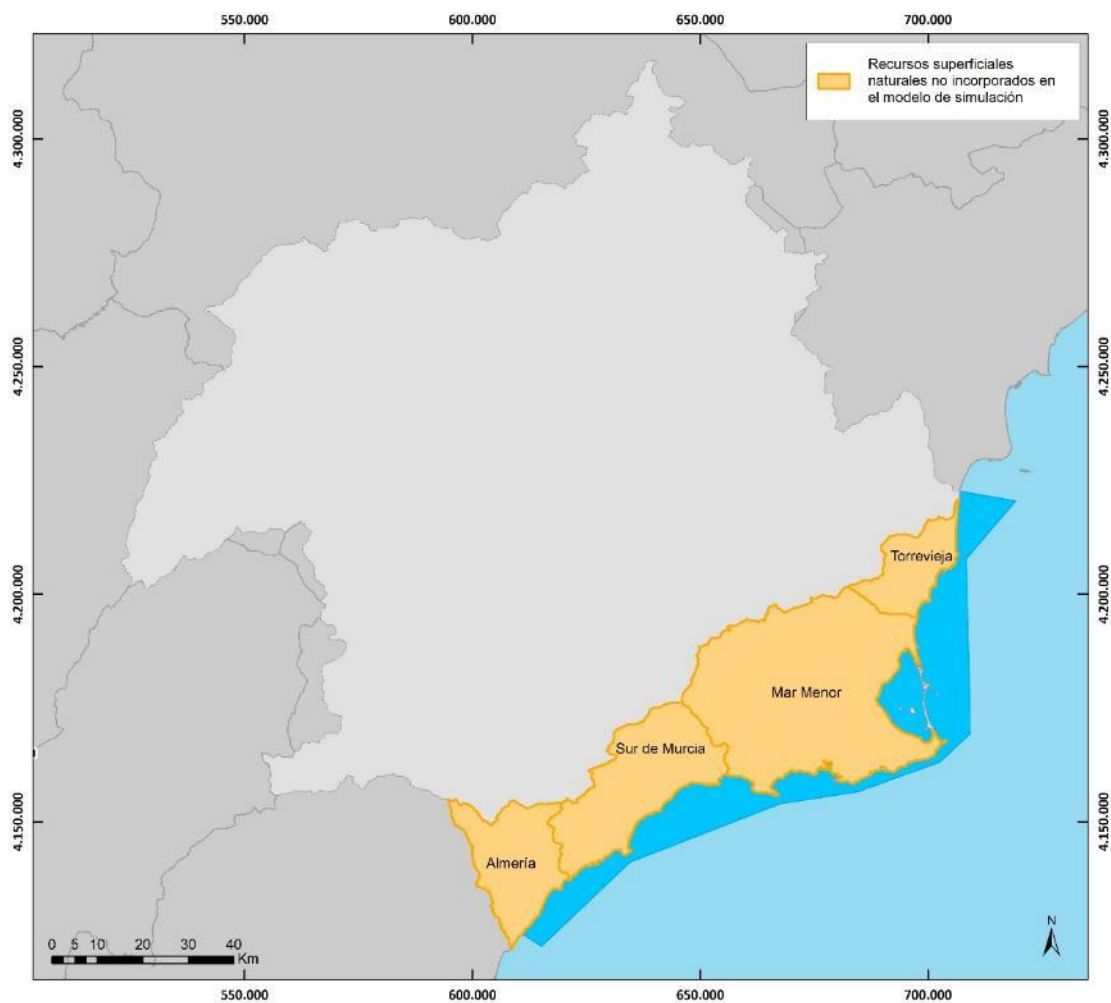 550.000
600.000
650.000
700.000
Recursos superficiales
naturales no incorporados en
el modelo de simulación
4.300.000
4.300.000
4.250.000
4.250.000
Torrevieja
4.200.000
4.200.000
Mar Menor
Sur de Murcia
4.150.000
4.150.000
Almería
N
0 5 10 20 30 40
Km
550.000
600.000
650.000
700.000